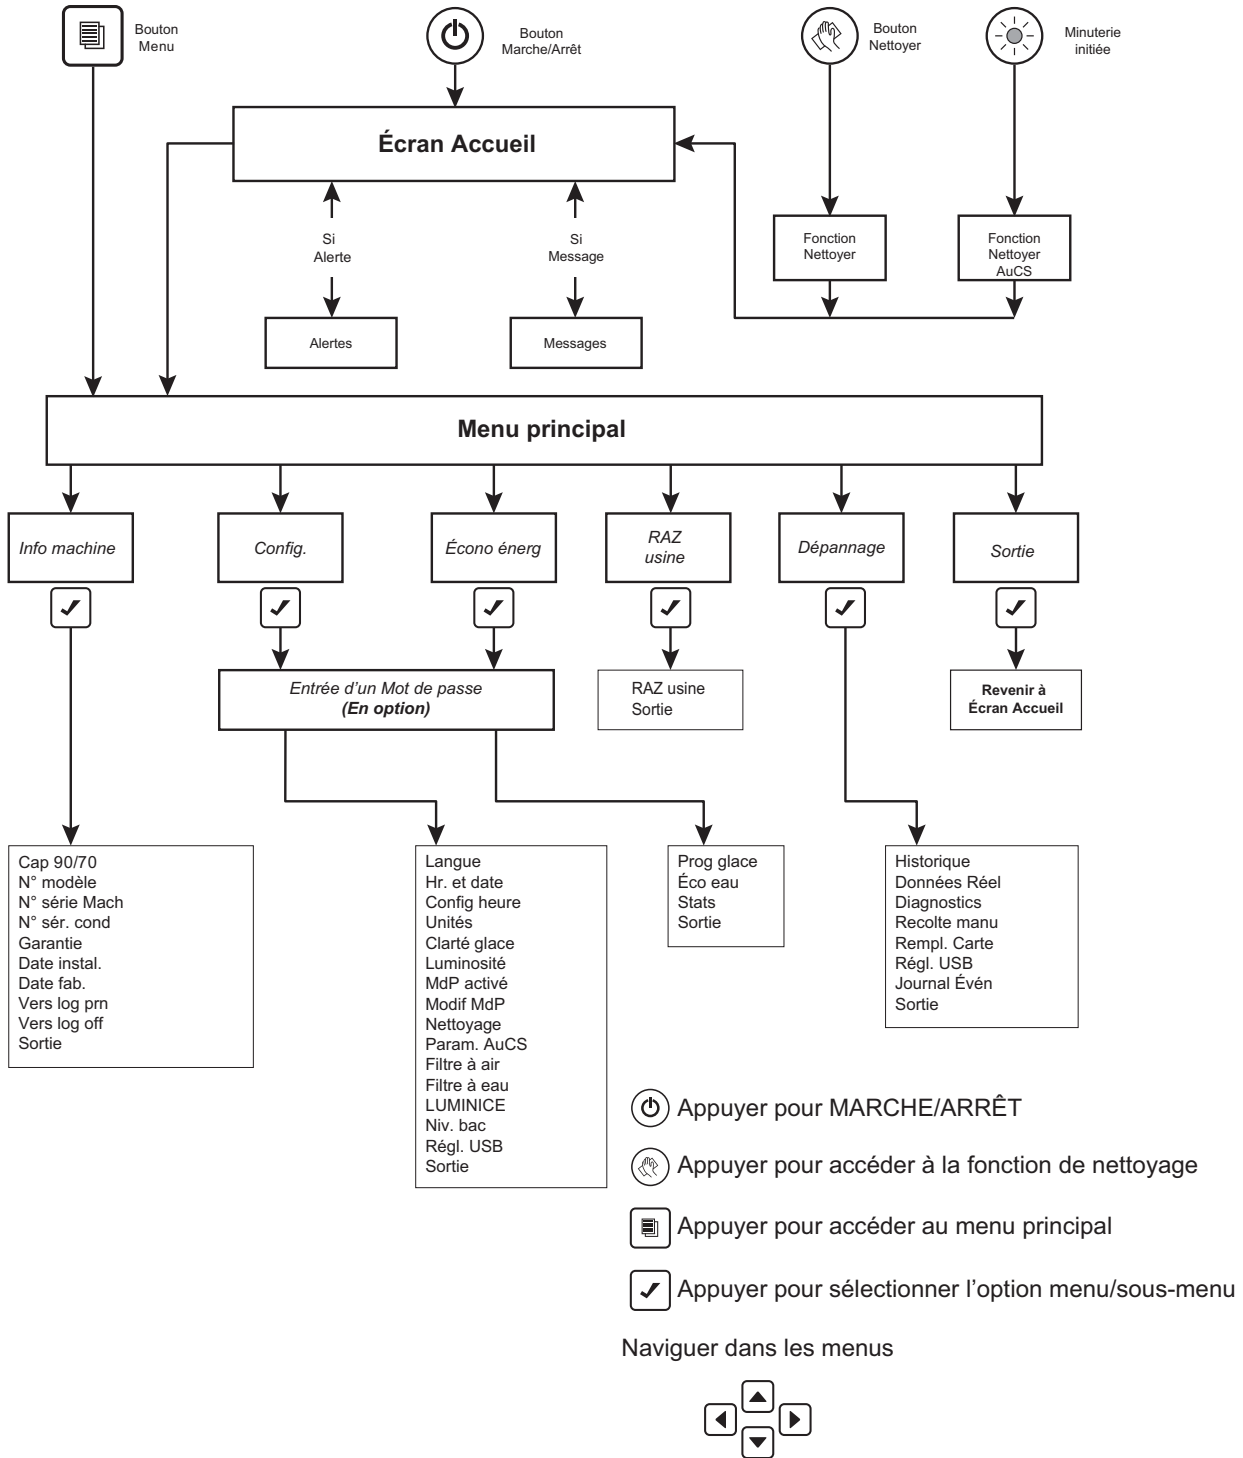 Bouton
Menu
Bouton
Marche/Arrêt
Bouton
Nettoyer
Minuterie
initiée
Écran Accueil
Si
Alerte
Si
Message
Fonction
Nettoyer
Fonction
Nettoyer
AuCS
Alertes
Messages
Menu principal
Info machine
Config.
Écono énerg
RAZ
usine
Dépannage
Sortie
Entrée d'un Mot de passe
(En option)
RAZ usine
Sortie
Revenir à
Écran Accueil
Cap 90/70
N° modèle
N° série Mach
N° sér. cond
Garantie
Date instal.
Date fab.
Vers log prn
Vers log off
Sortie
Langue
Hr. et date
Config heure
Unités
Clarté glace
Luminosité
MdP activé
Modif MdP
Nettoyage
Param. AuCS
Filtre à air
Filtre à eau
LUMINICE
Niv. bac
Régl. USB
Sortie
Prog glace
Éco eau
Stats
Sortie
Historique
Données Réel
Diagnostics
Recolte manu
Rempl. Carte
Régl. USB
Journal Évén
Sortie
Appuyer pour MARCHE/ARRÊT
Appuyer pour accéder à la fonction de nettoyage
Appuyer pour accéder au menu principal
Appuyer pour sélectionner l'option menu/sous-menu
Naviguer dans les menus